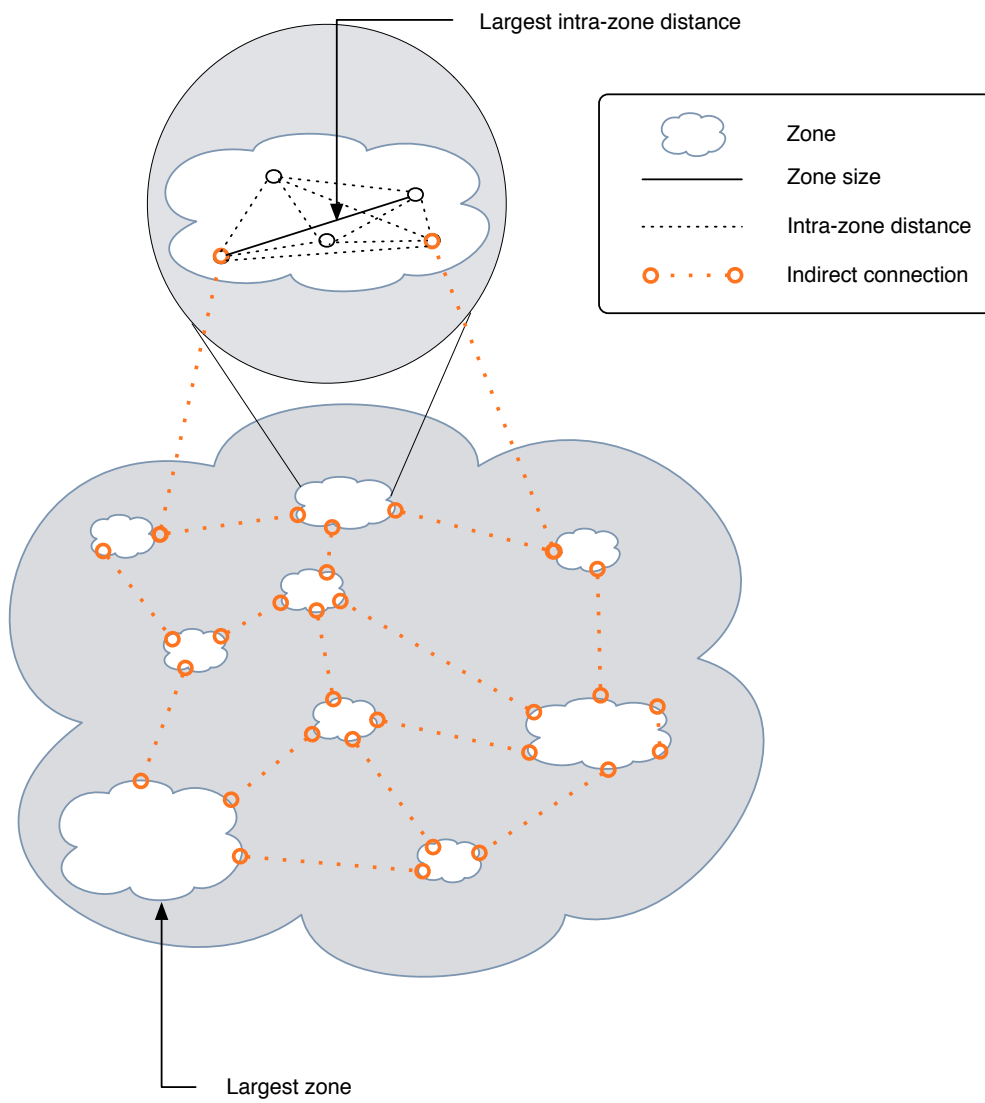 Largest intra-zone distance
Zone
Zone size
Intra-zone distance
Indirect connection
Largest zone